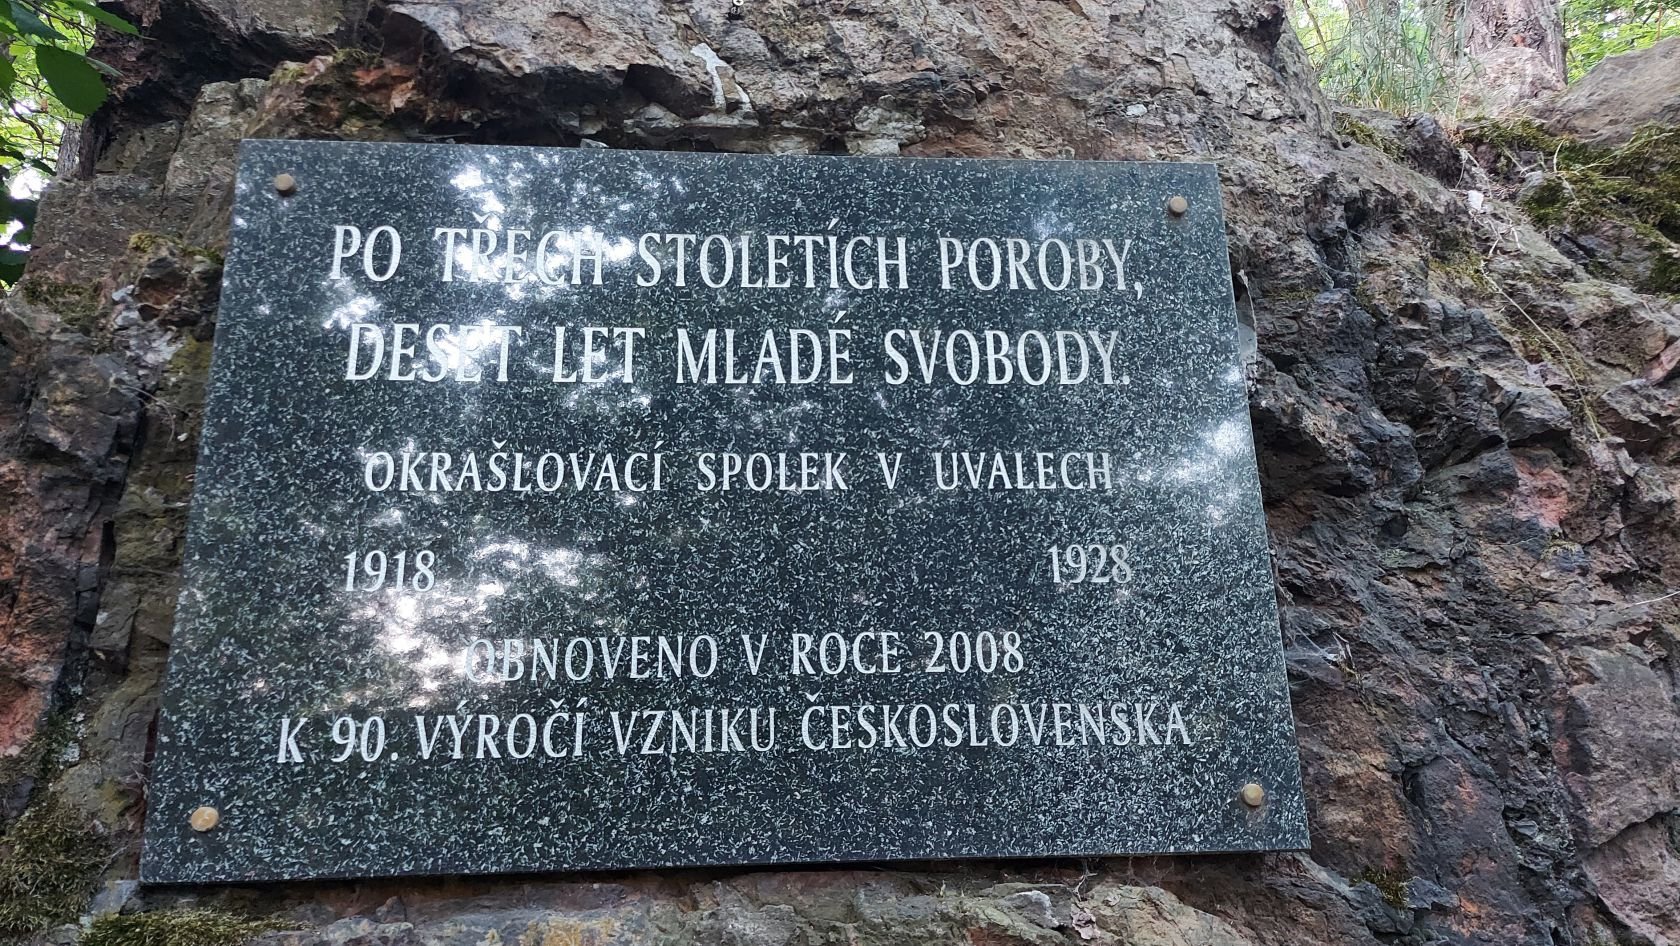 PO TŘECH STOLETÍCH POROBY,
DESET LET MLADÉ SVOBODY.
OKRAŠLOVACÍ SPOLEK V ÚVALECH
1918 1928
OBNOVENO V ROCE 2008
K 90. VÝROČÍ VZNIKU ČESKOSLOVENSKA